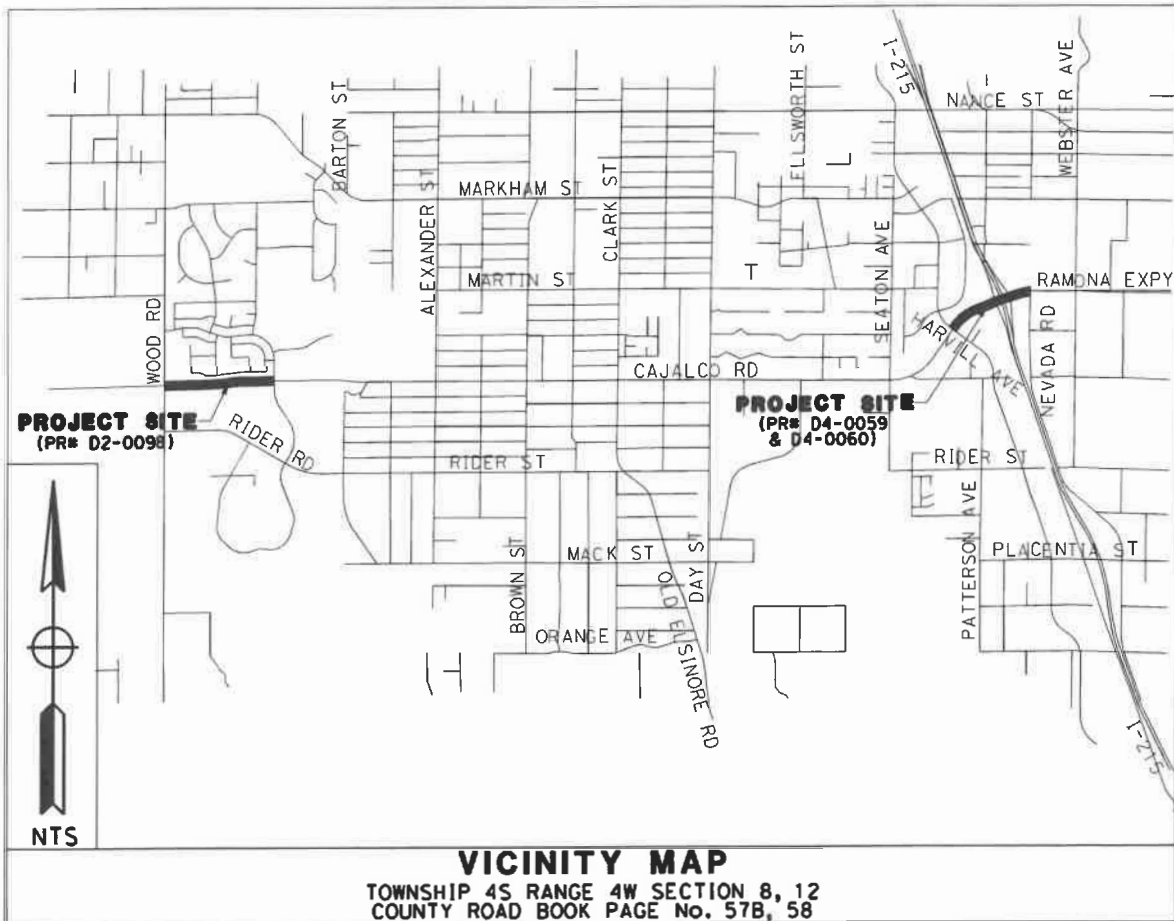 I-215
ELLSWORTH ST
WEBSTER AVE
NANCE ST
BARTON ST
ALEXANDER ST
MARKHAM ST
CLARK ST
SEATON AVE
MARTIN ST
RAMONA EXPY
WOOD RD
HARVILL AVE
NEVADA RD
CAJALCO RD
PROJECT SITE
(PR# D2-0098)
PROJECT SITE
(PR# D4-0059
& D4-0060)
RIDER RD
RIDER ST
RIDER ST
PATTERSON AVE
PLACENTIA ST
MACK ST
BROWN ST
DAY ST
OLD ELSINORE RD
ORANGE AVE
I-215
NTS
VICINITY MAP
TOWNSHIP 4S RANGE 4W SECTION 8, 12
COUNTY ROAD BOOK PAGE No. 57B, 58